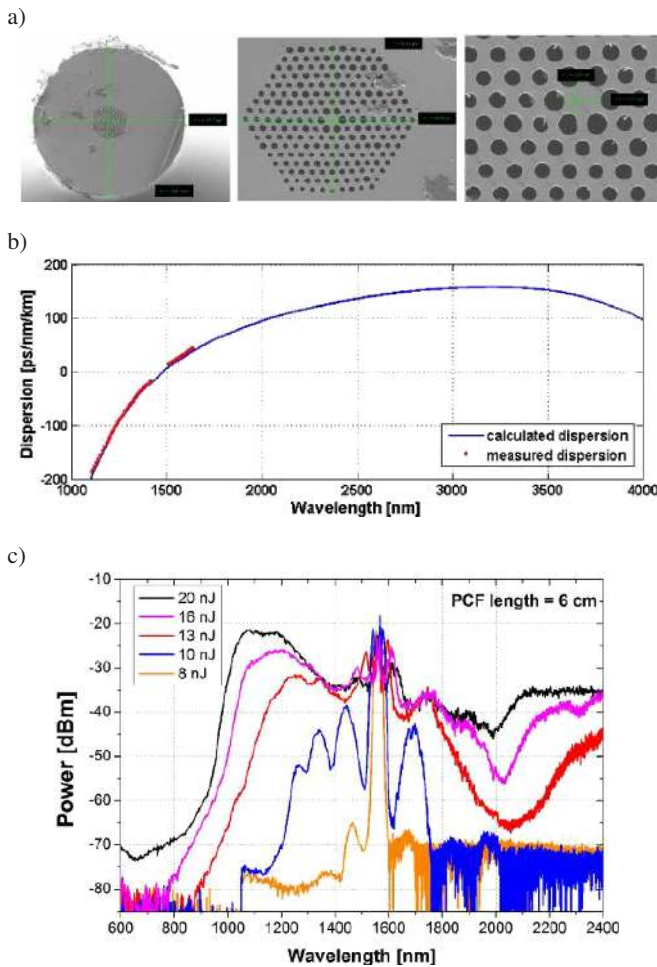 a)
b)
200
100
0
-100
-200
Dispersion [ps/nm/km]
calculated dispersion
measured dispersion
1000 1500 2000 2500 3000 3500 4000
Wavelength [nm]
c)
-10
-20
-30
-40
-50
-60
-70
-80
Power [dBm]
20 nJ
16 nJ
13 nJ
10 nJ
8 nJ
PCF length = 6 cm
600 800 1000 1200 1400 1600 1800 2000 2200 2400
Wavelength [nm]